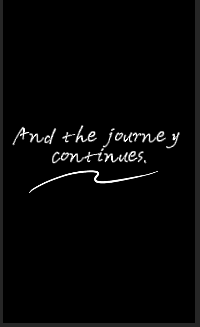 And the journey
continues.